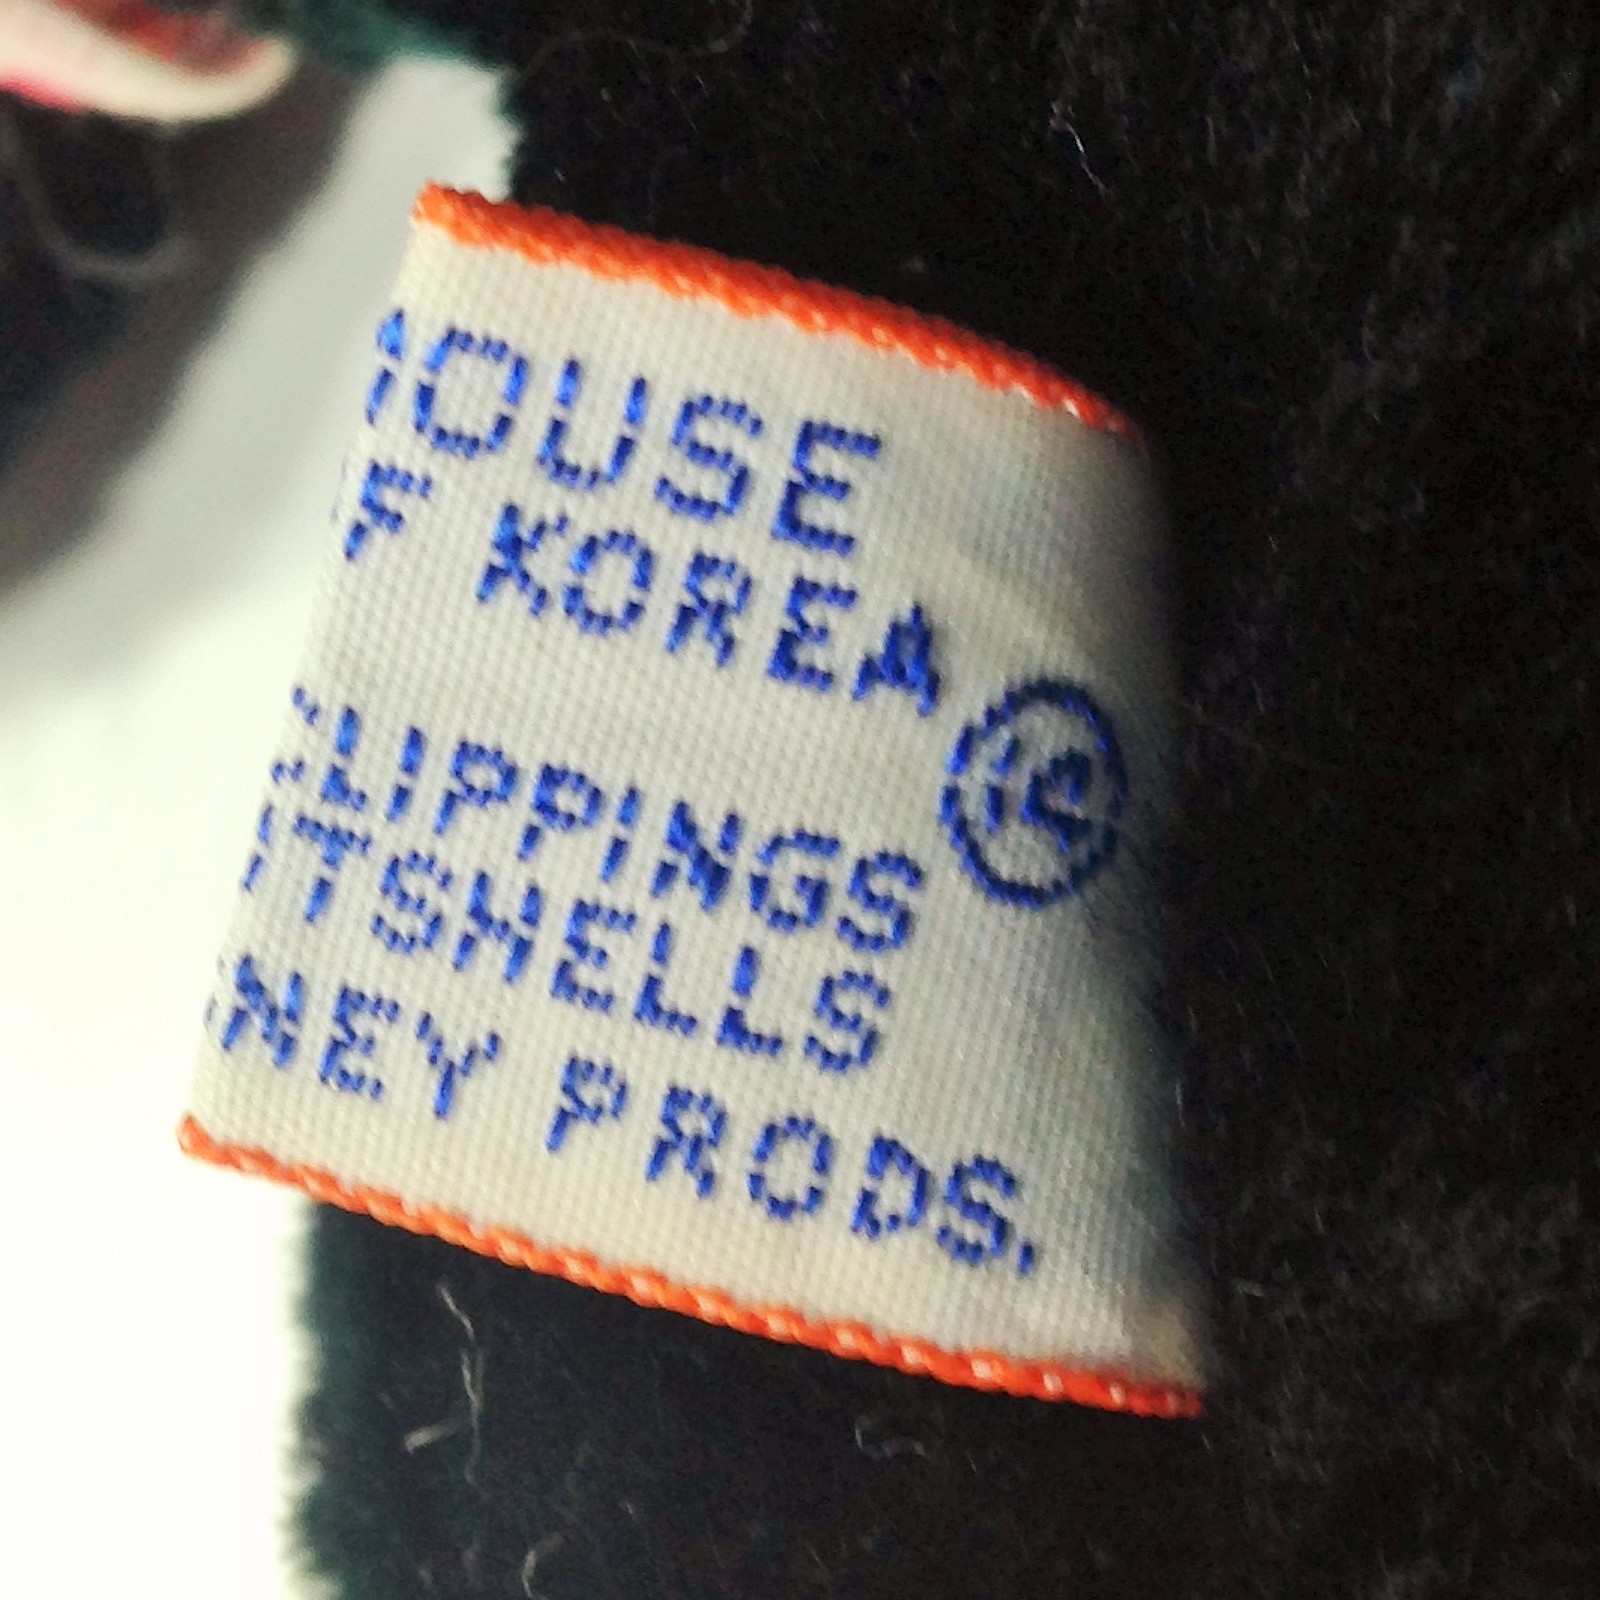 OUSE
F KOREA
®
LIPPINGS
TSHELLS
NEY PRODS.